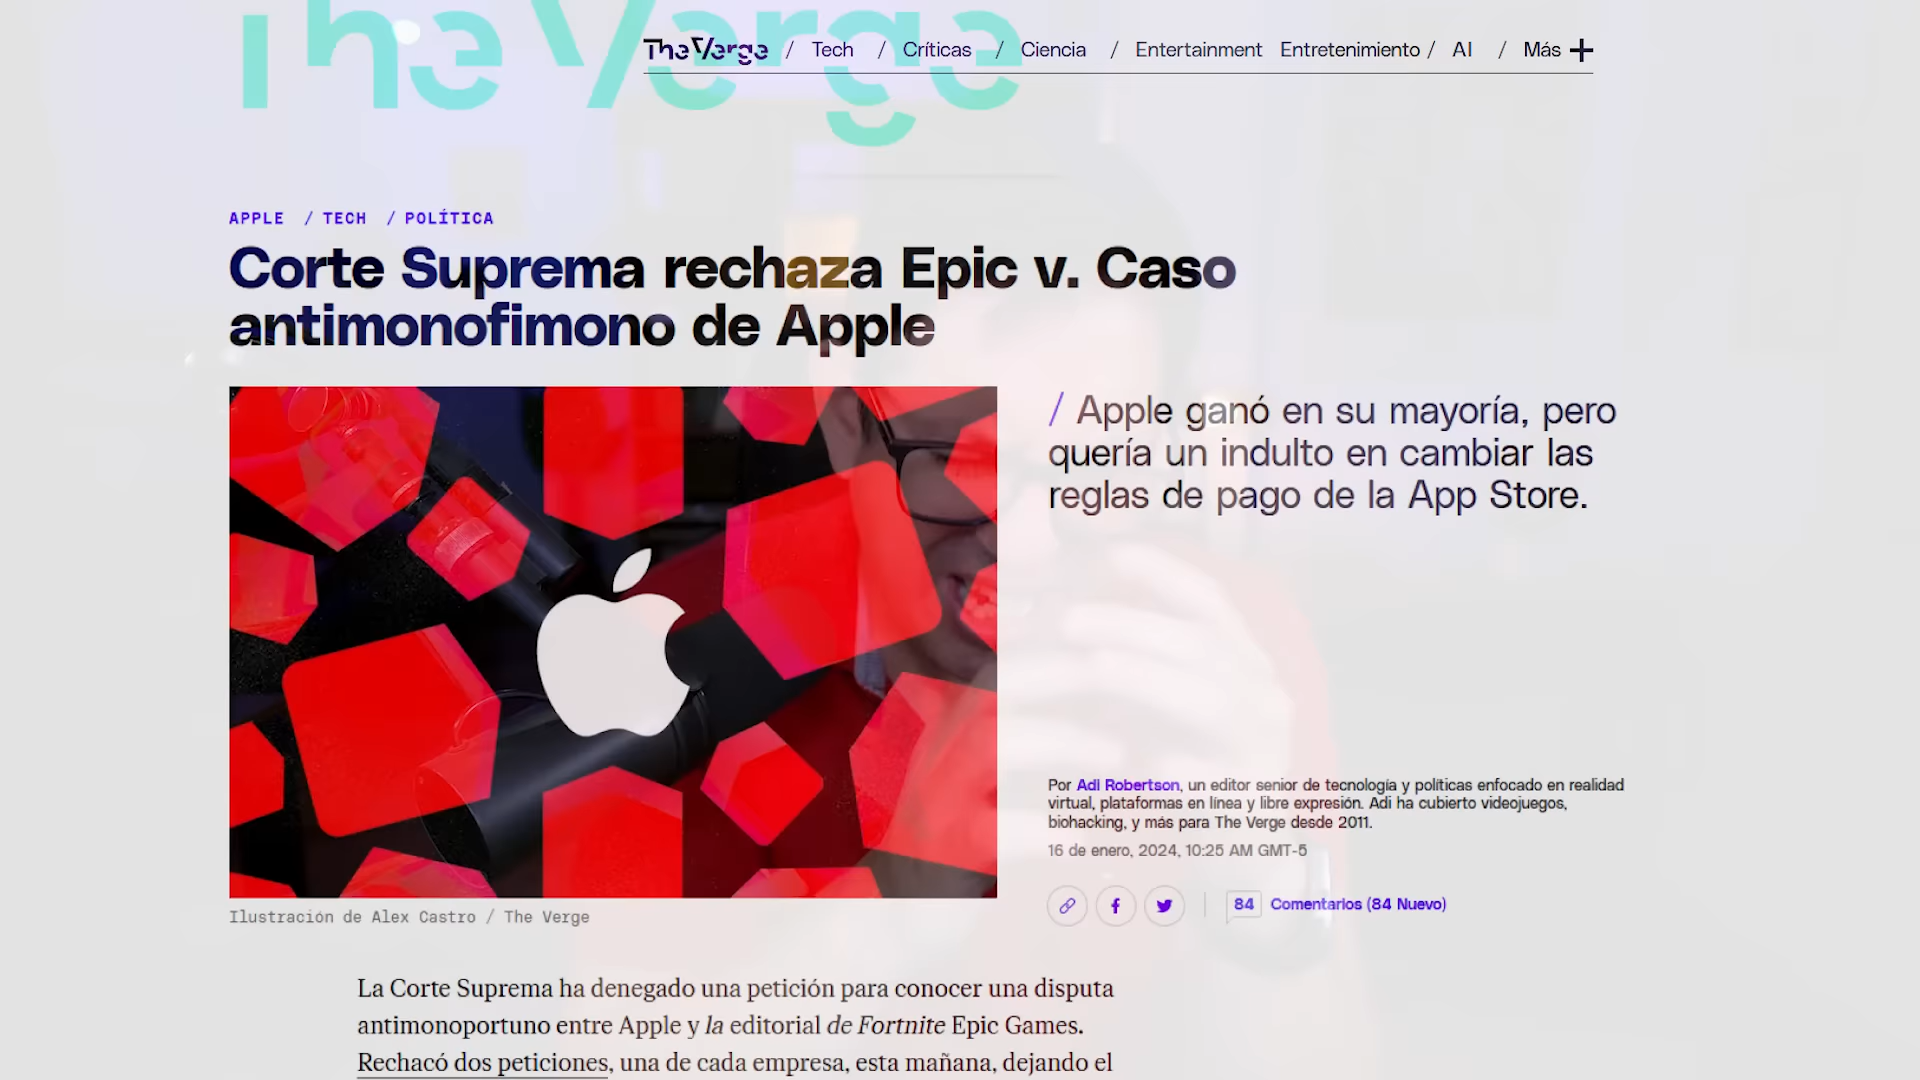 The Verge
The Verge / Tech / Críticas / Ciencia / Entertainment Entretenimiento / AI / Más +
APPLE / TECH / POLÍTICA
Corte Suprema rechaza Epic v. Caso
antimonofimono de Apple
/ Apple ganó en su mayoría, pero
quería un indulto en cambiar las
reglas de pago de la App Store.
Por Adi Robertson, un editor senior de tecnología y políticas enfocado en realidad
virtual, plataformas en línea y libre expresión. Adi ha cubierto videojuegos,
biohacking, y más para The Verge desde 2011.
16 de enero, 2024, 10:25 AM GMT-5
84 Comentarios (84 Nuevo)
Ilustración de Alex Castro / The Verge
La Corte Suprema ha denegado una petición para conocer una disputa
antimonoportuno entre Apple y la editorial de Fortnite Epic Games.
Rechacó dos peticiones, una de cada empresa, esta mañana, dejando el